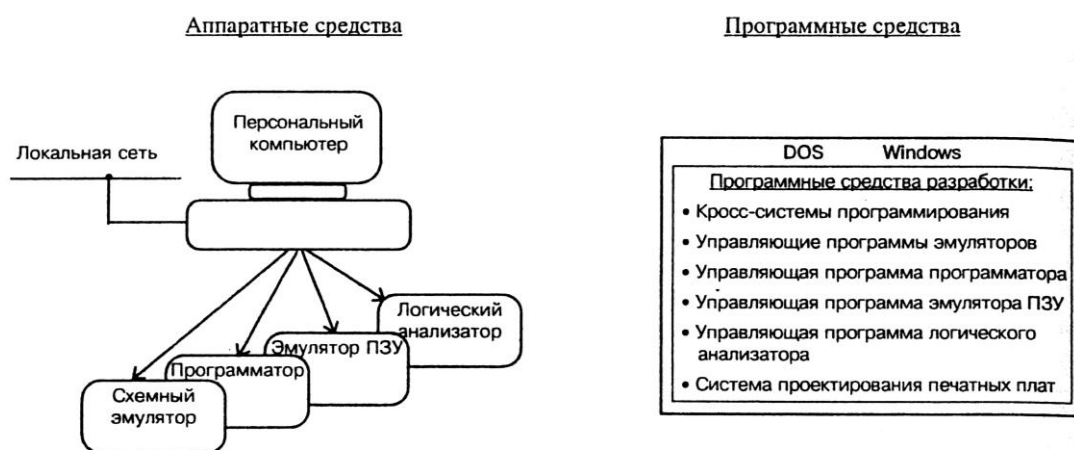 Аппаратные средства
Персональный
компьютер
Локальная сеть
Логический
анализатор
Эмулятор ПЗУ
Программатор
Схемный
эмулятор
Программные средства
DOS Windows
Программные средства разработки:
• Кросс-системы программирования
• Управляющие программы эмуляторов
• Управляющая программа программатора
• Управляющая программа эмулятора ПЗУ
• Управляющая программа логического
анализатора
• Система проектирования печатных плат